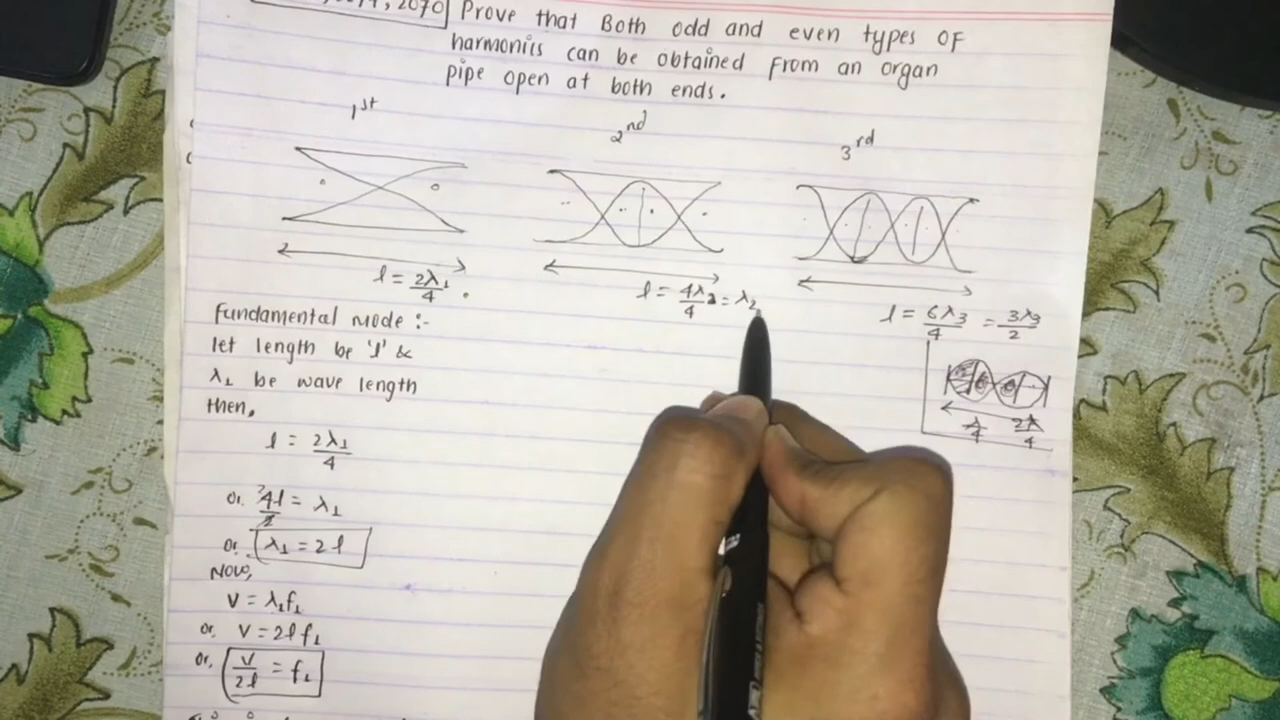 2070 Prove that Both odd and even types of
harmoniis can be obtained from an organ
pipe open at both ends.
1st
2nd
3rd
l = 2λ1/4
l = 4λ2/4 = λ2
l = 6λ3/4 = 3λ3/2
λ/4 2λ/4
Fundamental Mode :-
let length be 'l' &
λ1 be wave length
then,
l = 2λ1/4
or, 4l/2 = λ1
or, λ1 = 2l
Now,
V = λ1f1
or, V = 2lf1
or, V/2l = f1